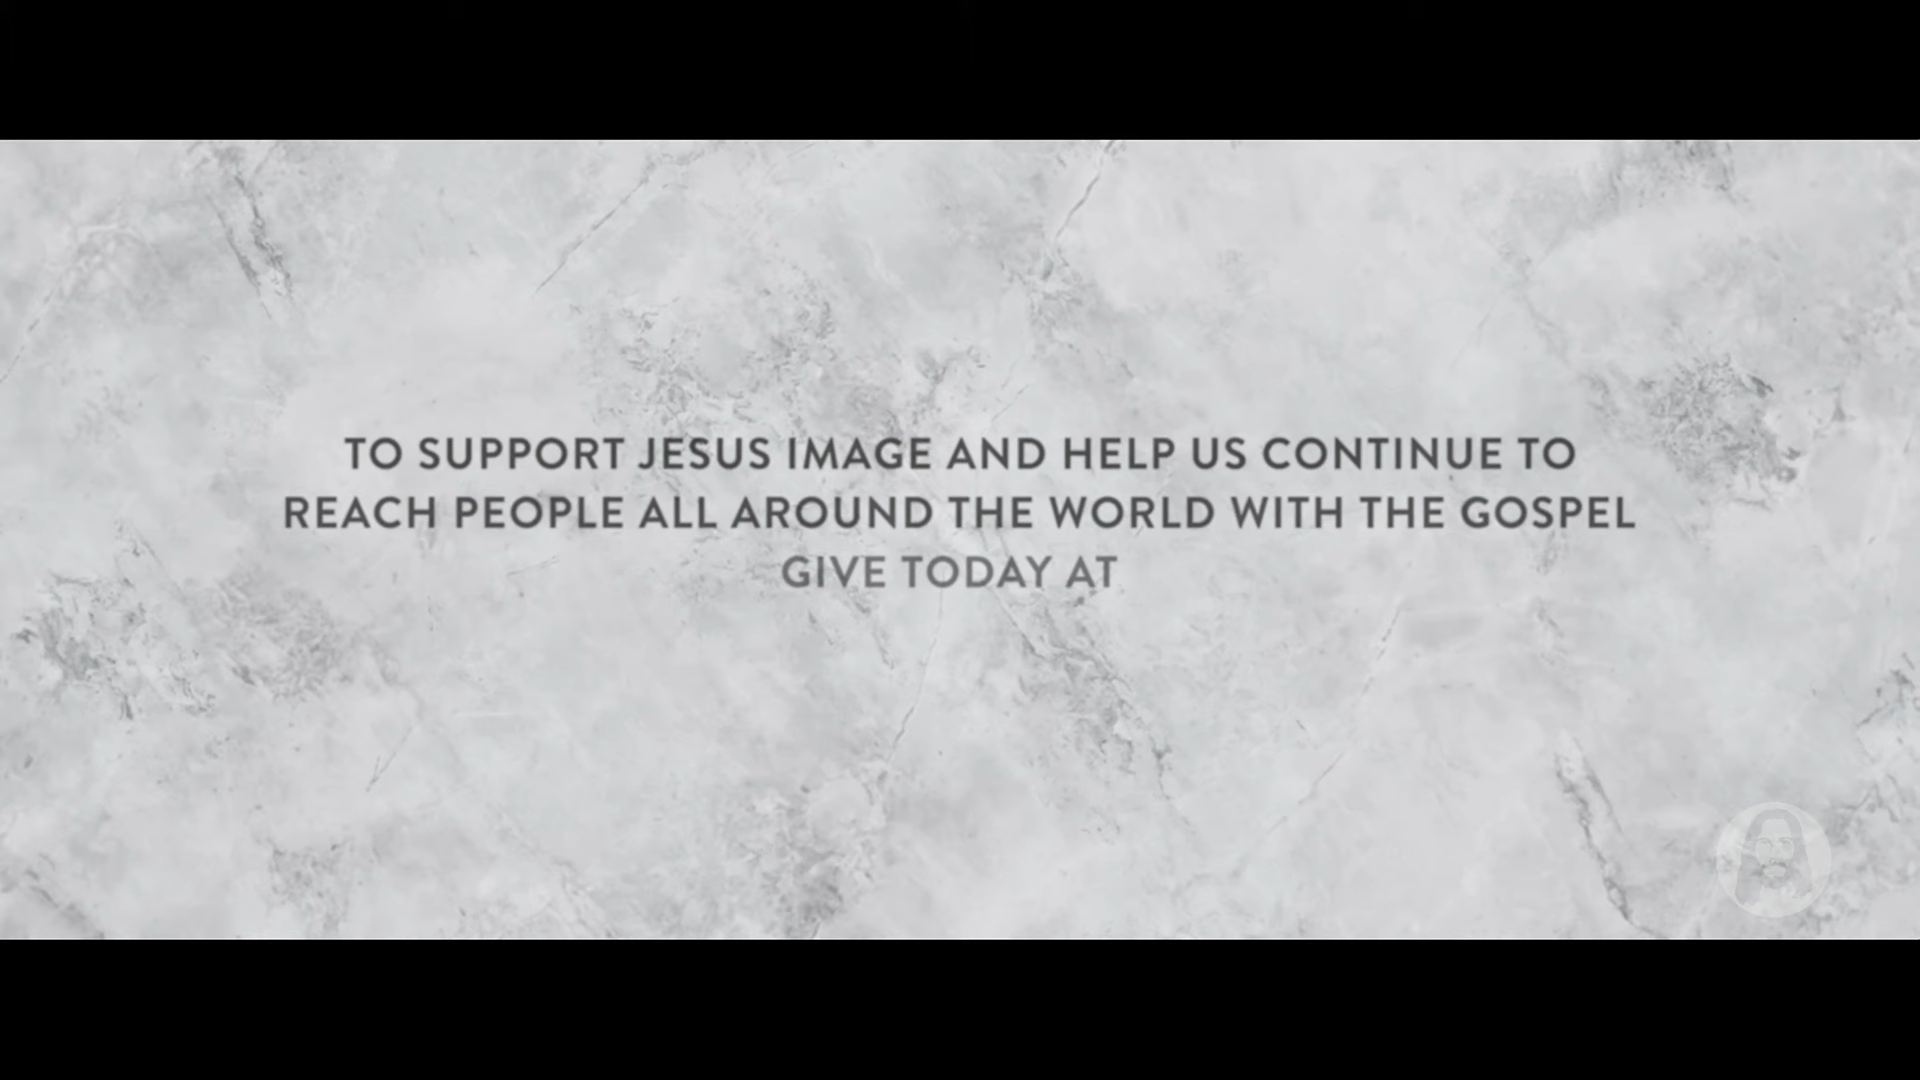 TO SUPPORT JESUS IMAGE AND HELP US CONTINUE TO
REACH PEOPLE ALL AROUND THE WORLD WITH THE GOSPEL
GIVE TODAY AT